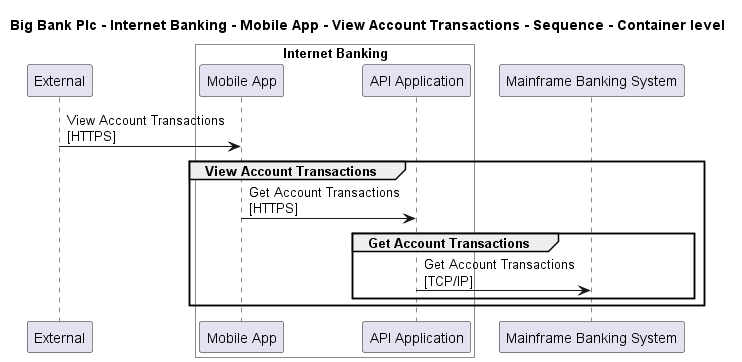 Big Bank Plc - Internet Banking - Mobile App - View Account Transactions - Sequence - Container level
Internet Banking
External
Mobile App
API Application
Mainframe Banking System
View Account Transactions
[HTTPS]
View Account Transactions
Get Account Transactions
[HTTPS]
Get Account Transactions
Get Account Transactions
[TCP/IP]
External
Mobile App
API Application
Mainframe Banking System